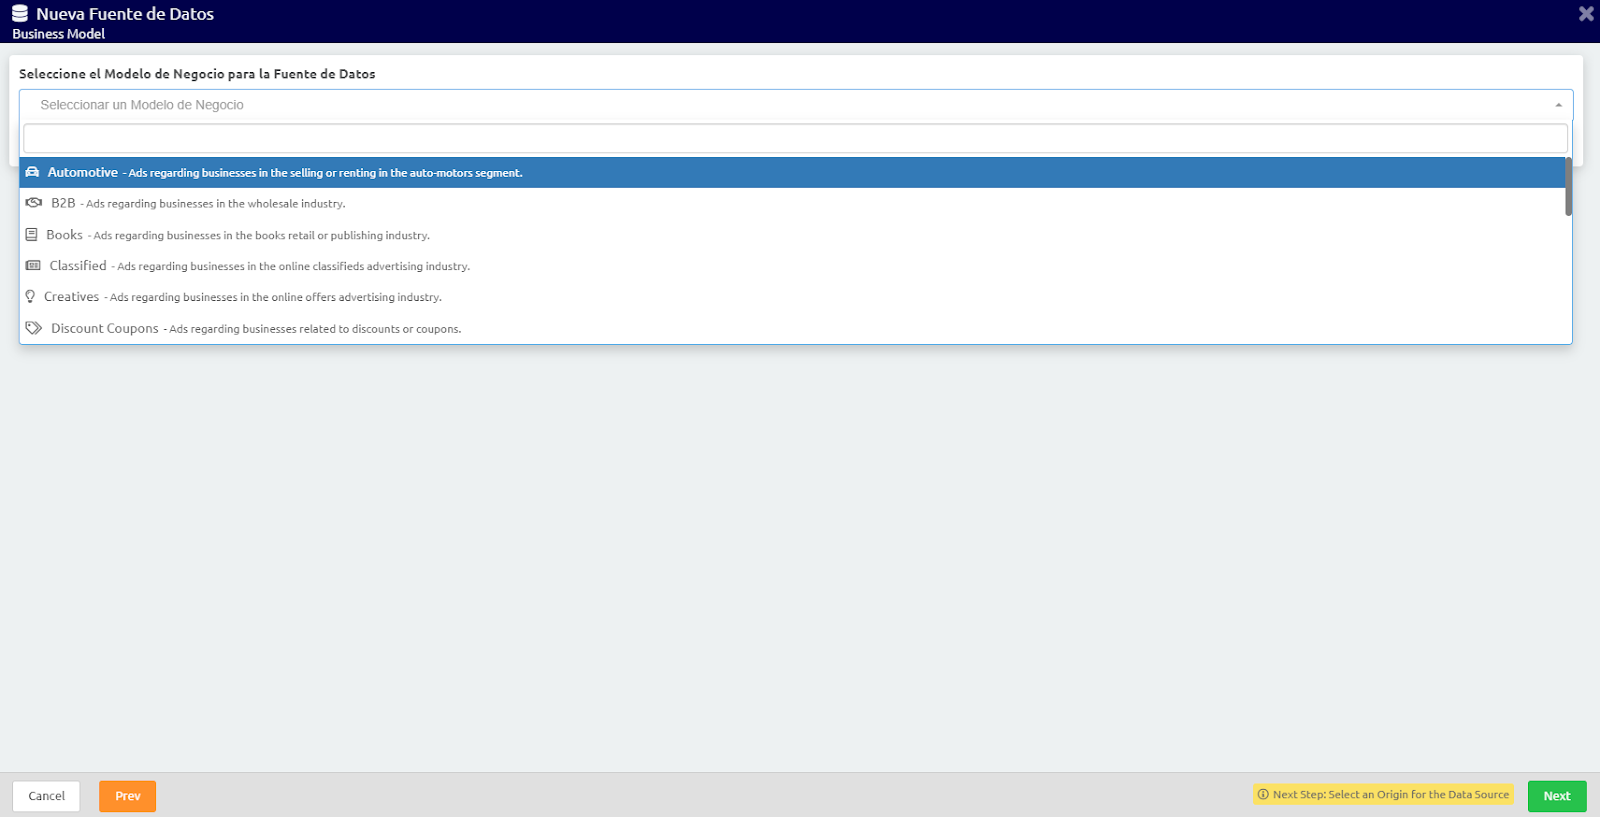 Nueva Fuente de Datos
Business Model
Seleccione el Modelo de Negocio para la Fuente de Datos
Seleccionar un Modelo de Negocio
Automotive - Ads regarding businesses in the selling or renting in the auto-motors segment.
B2B - Ads regarding businesses in the wholesale industry.
Books - Ads regarding businesses in the books retail or publishing industry.
Classified - Ads regarding businesses in the online classifieds advertising industry.
Creatives - Ads regarding businesses in the online offers advertising industry.
Discount Coupons - Ads regarding businesses related to discounts or coupons.
Cancel Prev Next Step: Select an Origin for the Data Source Next